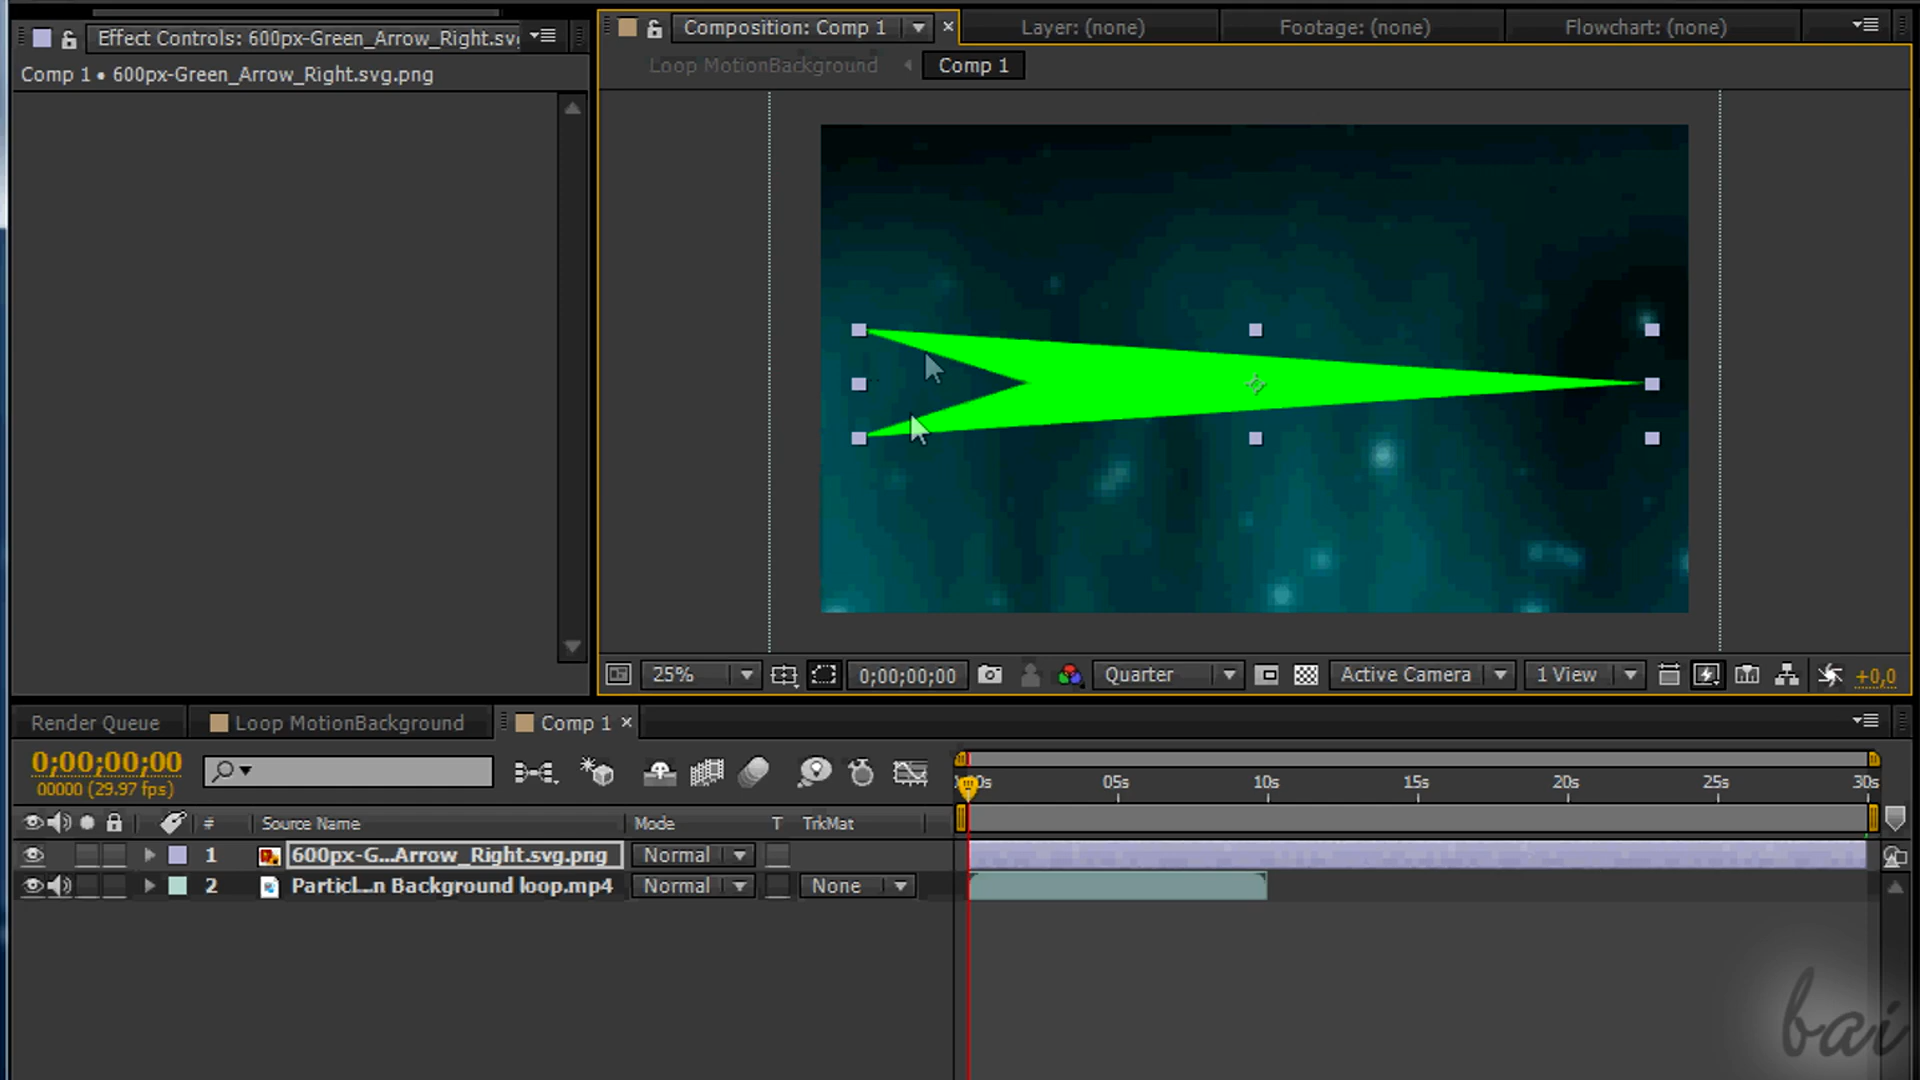 Effect Controls: 600px-Green_Arrow_Right.sv
Comp 1 • 600px-Green_Arrow_Right.svg.png
Composition: Comp 1
Layer: (none)
Footage: (none)
Flowchart: (none)
Loop MotionBackground
Comp 1
25%
0;00;00;00
Quarter
Active Camera
1 View
+0,0
Render Queue
Loop MotionBackground
Comp 1
0;00;00;00
00000 (29.97 fps)
05s
10s
15s
20s
25s
30s
#
Source Name
Mode
T
TrkMat
1
600px-G...Arrow_Right.svg.png
Normal
2
Particl...n Background loop.mp4
Normal
None
bai